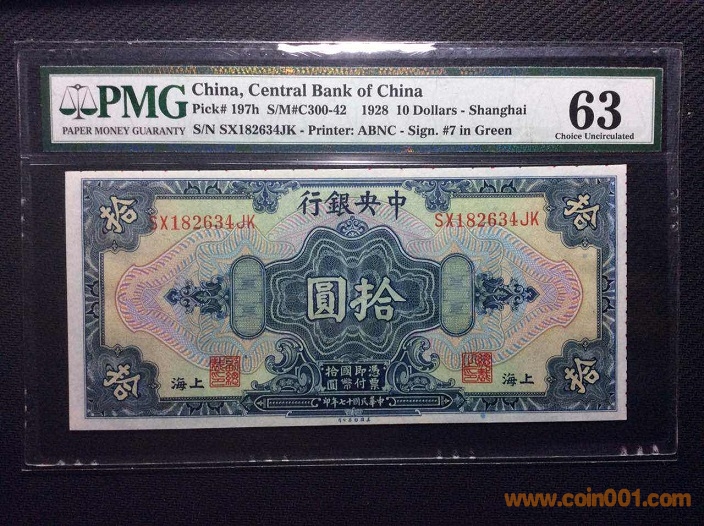 PMG
PAPER MONEY GUARANTY
China, Central Bank of China
Pick# 197h S/M#C300-42 1928 10 Dollars - Shanghai
S/N SX182634JK - Printer: ABNC - Sign. #7 in Green
63
Choice Uncirculated
行銀央中
拾
拾
SX182634JK
SX182634JK
圓拾
拾
拾
海上
海上
憑票即付國幣拾圓
印年七十國民華中
www.coin001.com